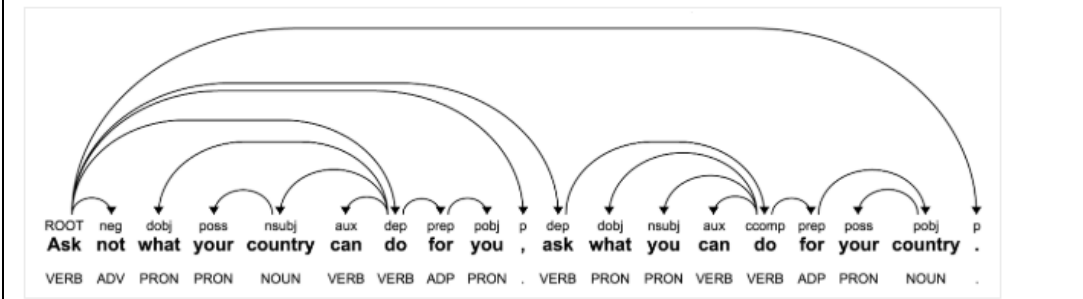 ROOT neg dobj poss nsubj aux dep prep pobj p dep dobj nsubj aux ccomp prep poss pobj p
Ask not what your country can do for you , ask what you can do for your country .
VERB ADV PRON PRON NOUN VERB VERB ADP PRON . VERB PRON PRON VERB VERB ADP PRON NOUN .